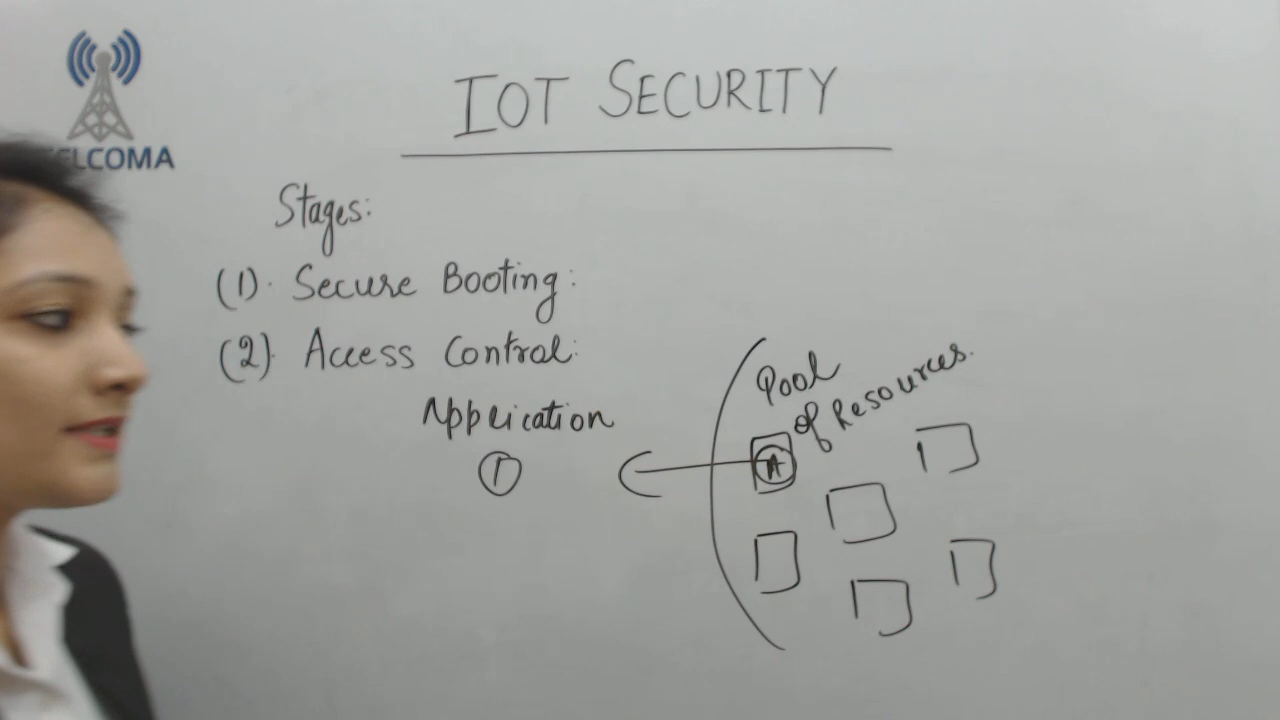 IOT SECURITY
ELCOMA
Stages:
(1). Secure Booting:
(2). Access Control:
Application
1
Pool
of Resources.
A